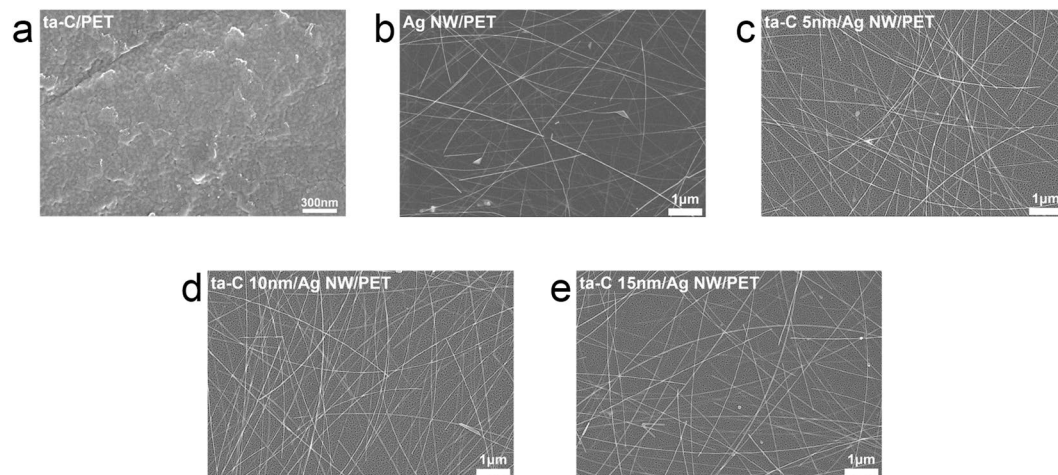 a
ta-C/PET
300nm
b
Ag NW/PET
1μm
c
ta-C 5nm/Ag NW/PET
1μm
d
ta-C 10nm/Ag NW/PET
1μm
e
ta-C 15nm/Ag NW/PET
1μm